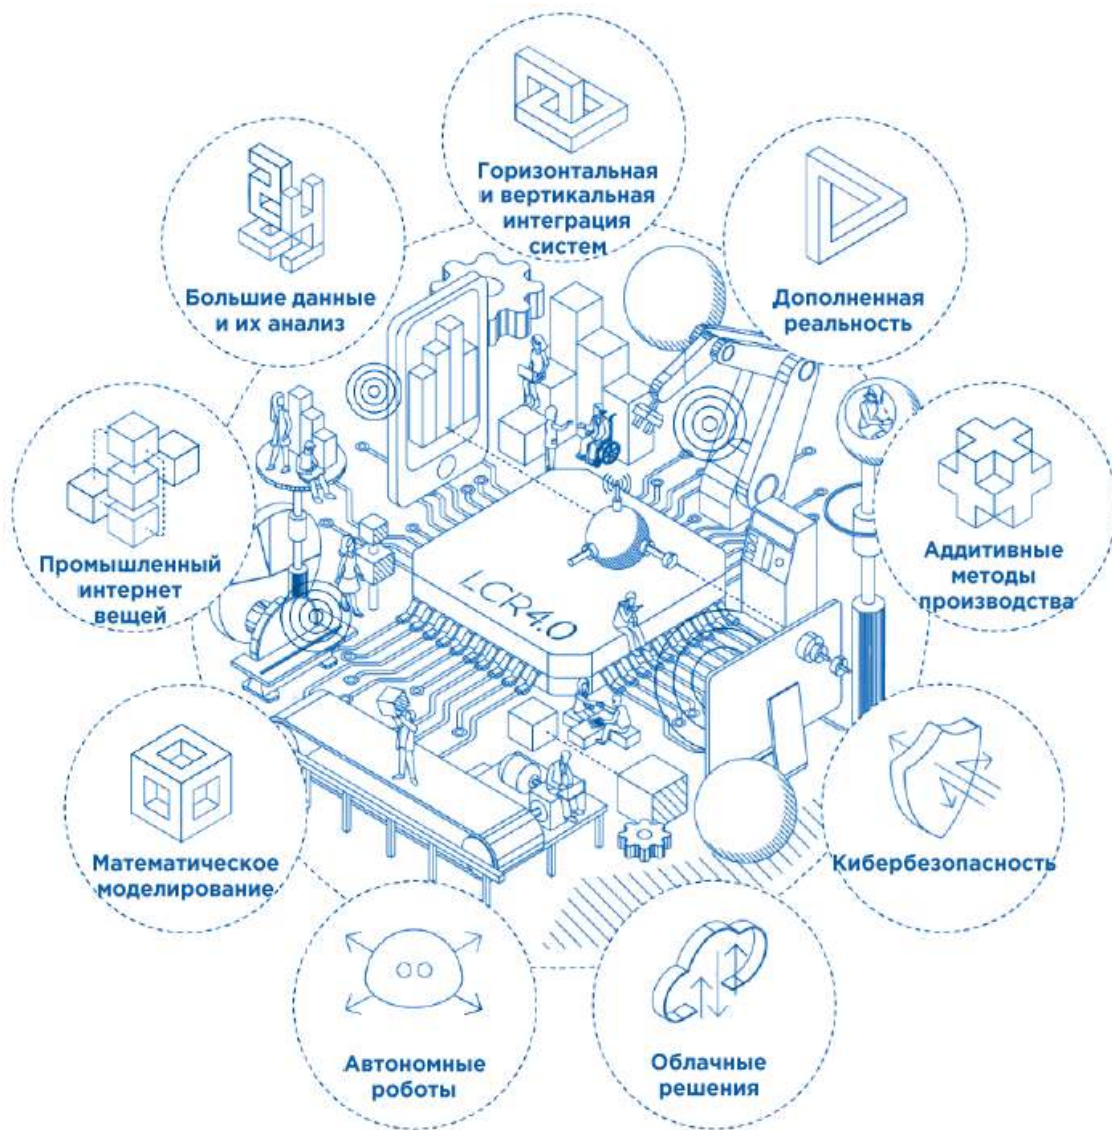 Горизонтальная
и вертикальная
интеграция
систем
Дополненная
реальность
Аддитивные
методы
производства
Кибербезопасность
Облачные
решения
Автономные
роботы
Математическое
моделирование
Промышленный
интернет
вещей
Большие данные
и их анализ
LCR4.0